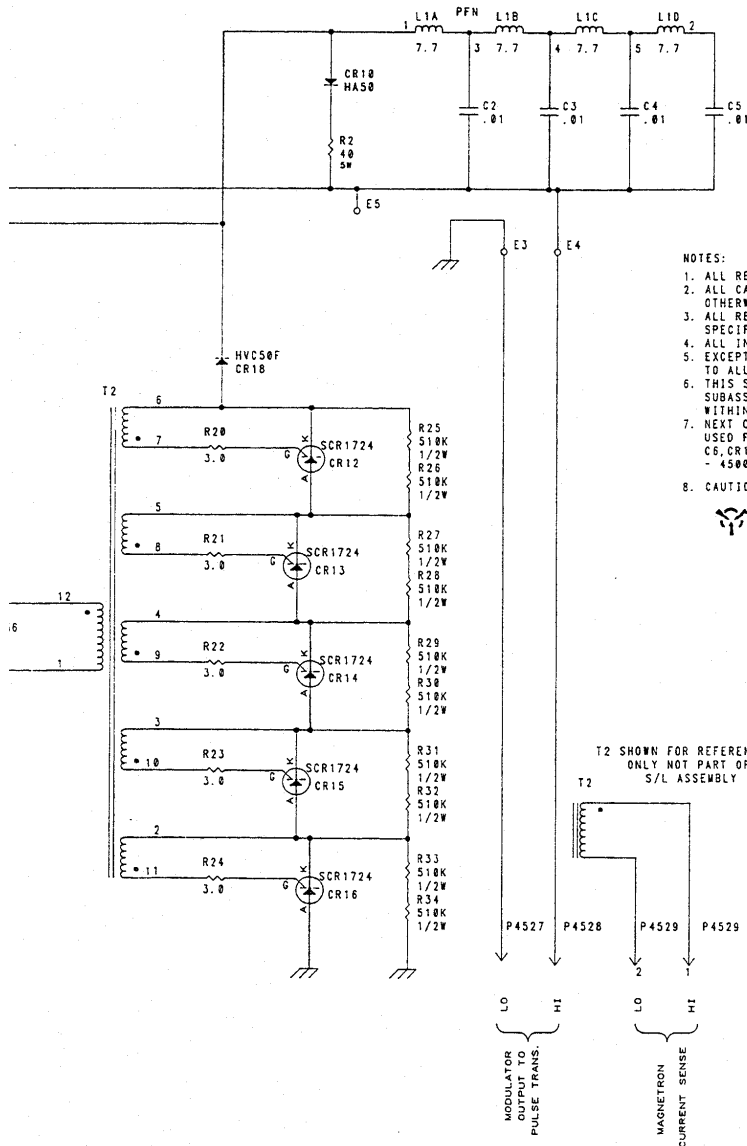 PFN
L1A
L1B
L1C
L1D
1
7.7
3
7.7
4
7.7
5
7.7
2
CR10
HA50
R2
40
5W
C2
.01
C3
.01
C4
.01
C5
.01
E5
E3
E4
NOTES:
1. ALL RE
2. ALL CA
OTHERW
3. ALL RE
SPECIF
4. ALL IN
5. EXCEPT
TO ALL
6. THIS S
SUBASS
WITHIN
7. NEXT C
USED F
C6,CR1
- 4500
8. CAUTIO
HVC50F
CR18
T2
6
7
R20
3.0
G
K
A
SCR1724
CR12
R25
510K
1/2W
R26
510K
1/2W
5
8
R21
3.0
G
K
A
SCR1724
CR13
R27
510K
1/2W
R28
510K
1/2W
12
1
4
9
R22
3.0
G
K
A
SCR1724
CR14
R29
510K
1/2W
R30
510K
1/2W
3
10
R23
3.0
G
K
A
SCR1724
CR15
R31
510K
1/2W
R32
510K
1/2W
2
11
R24
3.0
G
K
A
SCR1724
CR16
R33
510K
1/2W
R34
510K
1/2W
T2 SHOWN FOR REFEREN
ONLY NOT PART OF
S/L ASSEMBLY
T2
P4527
P4528
P4529
P4529
2
1
LO
HI
LO
HI
MODULATOR
OUTPUT TO
PULSE TRANS.
MAGNETRON
CURRENT SENSE